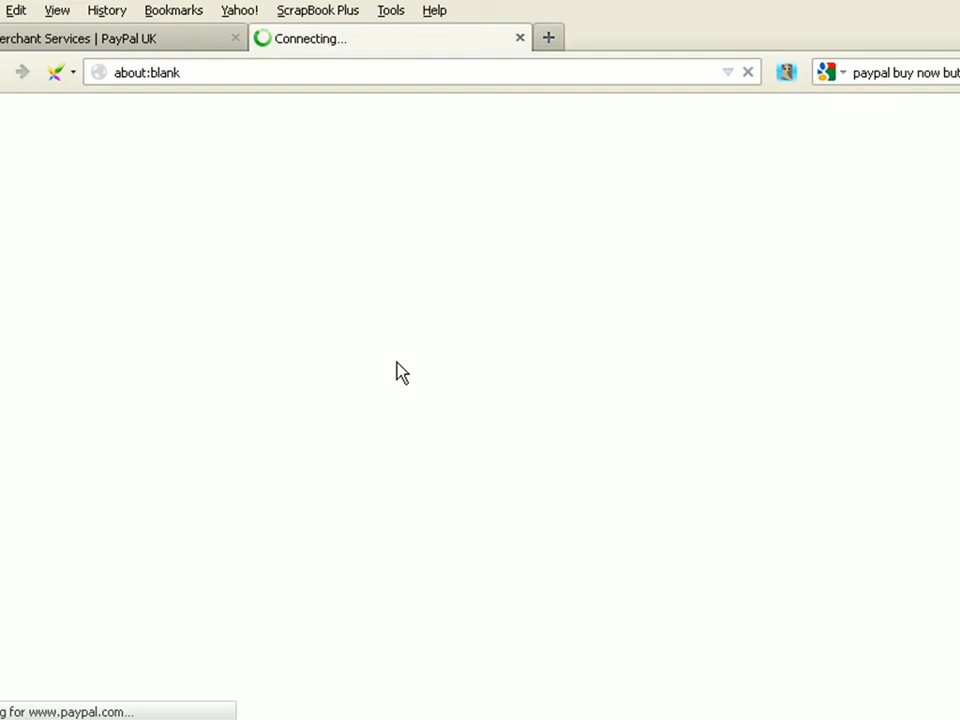 Edit View History Bookmarks Yahoo! ScrapBook Plus Tools Help
erchant Services | PayPal UK Connecting...
about:blank paypal buy now but
g for www.paypal.com...